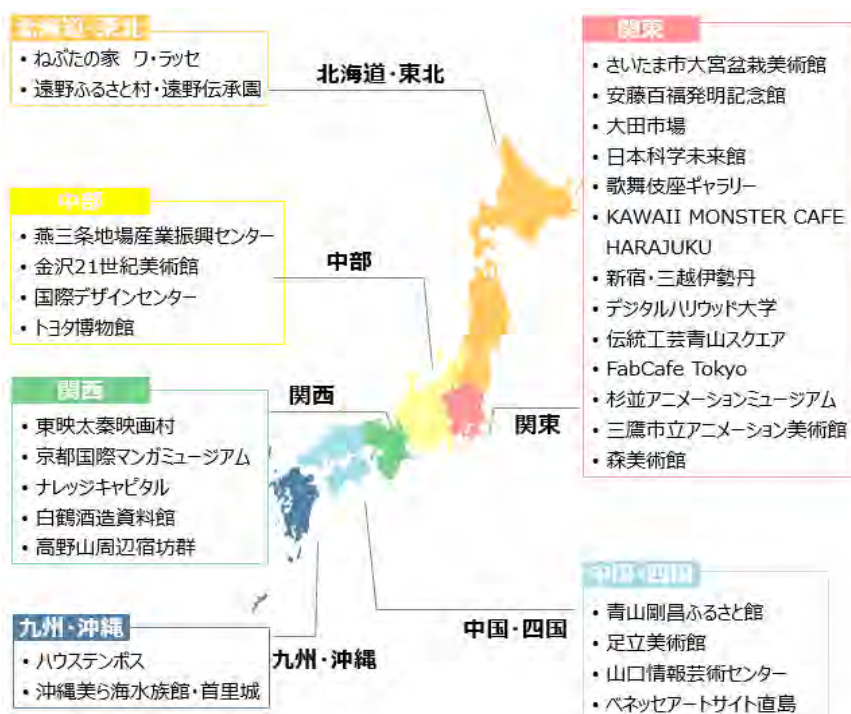 北海道・東北
・ねぶたの家 ワ・ラッセ
・遠野ふるさと村・遠野伝承園
北海道・東北
中部
・燕三条地場産業振興センター
・金沢21世紀美術館
・国際デザインセンター
・トヨタ博物館
中部
関西
・東映太秦映画村
・京都国際マンガミュージアム
・ナレッジキャピタル
・白鶴酒造資料館
・高野山周辺宿坊群
関西
九州・沖縄
・ハウステンボス
・沖縄美ら海水族館・首里城
九州・沖縄
関東
・さいたま市大宮盆栽美術館
・安藤百福発明記念館
・大田市場
・日本科学未来館
・歌舞伎座ギャラリー
・KAWAII MONSTER CAFE
HARAJUKU
・新宿・三越伊勢丹
・デジタルハリウッド大学
・伝統工芸青山スクエア
・FabCafe Tokyo
・杉並アニメーションミュージアム
・三鷹市立アニメーション美術館
・森美術館
関東
中国・四国
・青山剛昌ふるさと館
・足立美術館
・山口情報芸術センター
・ベネッセアートサイト直島
中国・四国